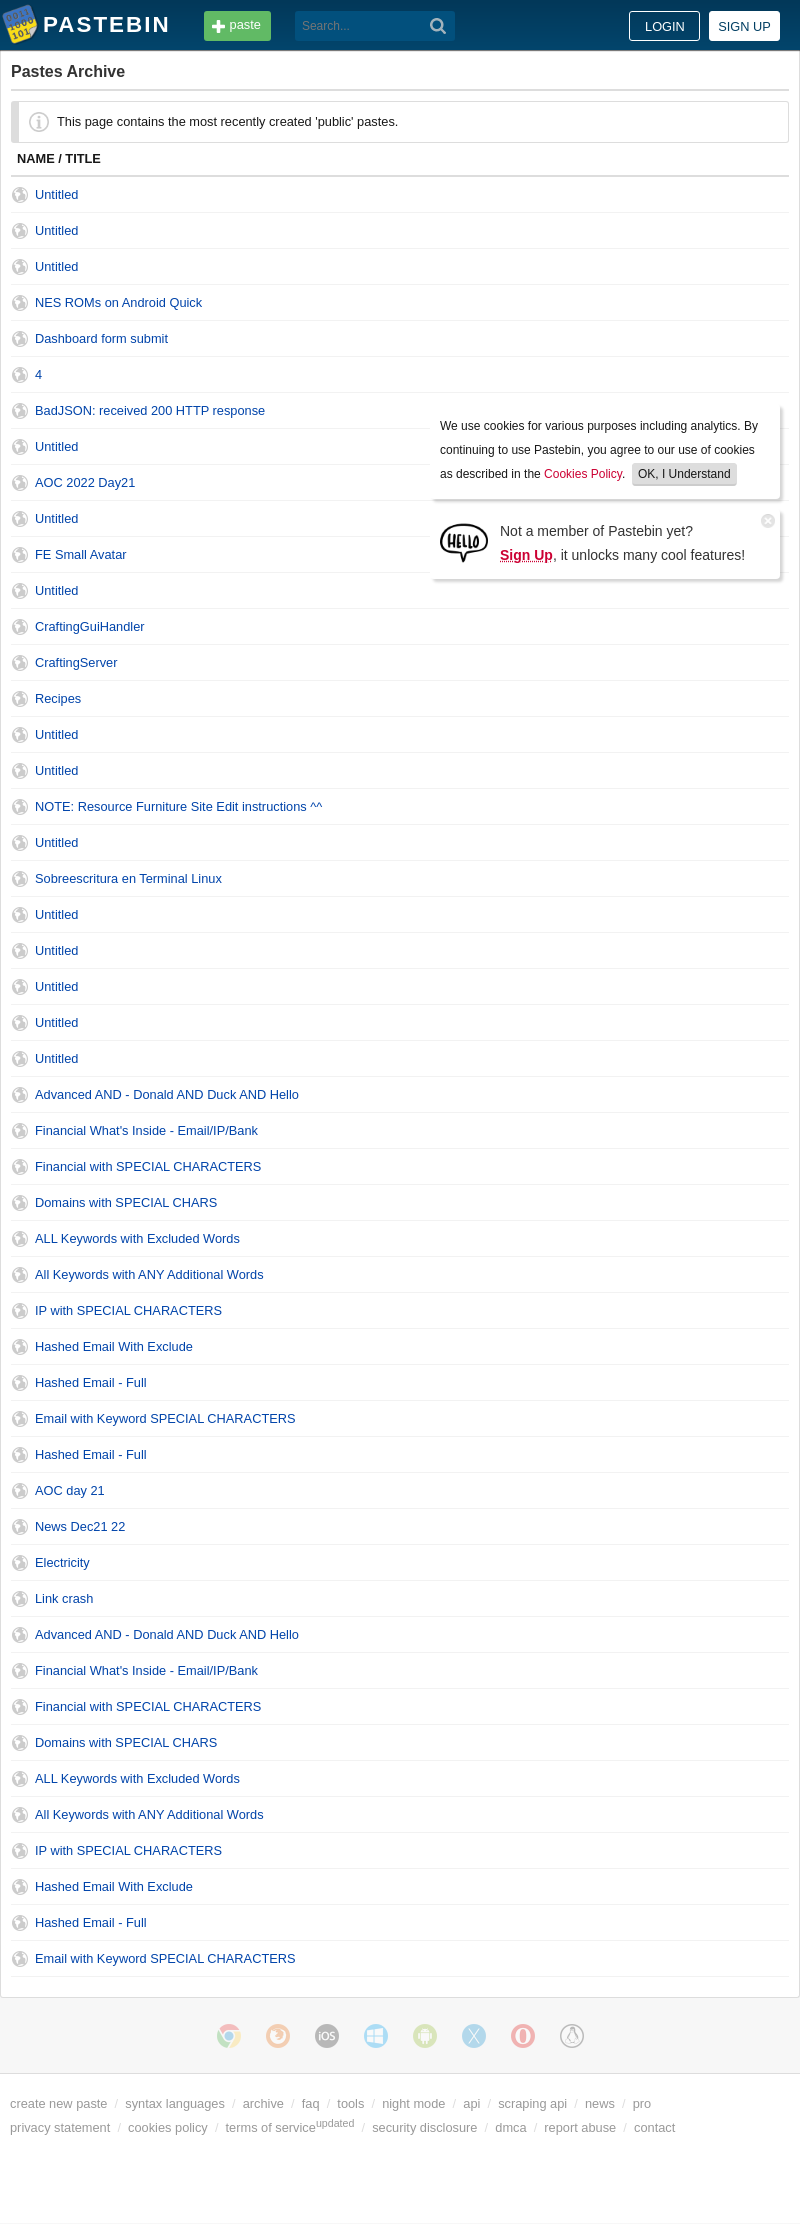 PASTEBIN
paste
Search...
LOGIN
SIGN UP
Pastes Archive
This page contains the most recently created 'public' pastes.
NAME / TITLE
Untitled
Untitled
Untitled
NES ROMs on Android Quick
Dashboard form submit
4
BadJSON: received 200 HTTP response
Untitled
AOC 2022 Day21
Untitled
FE Small Avatar
Untitled
CraftingGuiHandler
CraftingServer
Recipes
Untitled
Untitled
NOTE: Resource Furniture Site Edit instructions ^^
Untitled
Sobreescritura en Terminal Linux
Untitled
Untitled
Untitled
Untitled
Untitled
Advanced AND - Donald AND Duck AND Hello
Financial What's Inside - Email/IP/Bank
Financial with SPECIAL CHARACTERS
Domains with SPECIAL CHARS
ALL Keywords with Excluded Words
All Keywords with ANY Additional Words
IP with SPECIAL CHARACTERS
Hashed Email With Exclude
Hashed Email - Full
Email with Keyword SPECIAL CHARACTERS
Hashed Email - Full
AOC day 21
News Dec21 22
Electricity
Link crash
Advanced AND - Donald AND Duck AND Hello
Financial What's Inside - Email/IP/Bank
Financial with SPECIAL CHARACTERS
Domains with SPECIAL CHARS
ALL Keywords with Excluded Words
All Keywords with ANY Additional Words
IP with SPECIAL CHARACTERS
Hashed Email With Exclude
Hashed Email - Full
Email with Keyword SPECIAL CHARACTERS
We use cookies for various purposes including analytics. By
continuing to use Pastebin, you agree to our use of cookies
as described in the Cookies Policy. OK, I Understand
HELLO
Not a member of Pastebin yet?
Sign Up, it unlocks many cool features!
iOS
create new paste / syntax languages / archive / faq / tools / night mode / api / scraping api / news / pro
privacy statement / cookies policy / terms of service updated / security disclosure / dmca / report abuse / contact